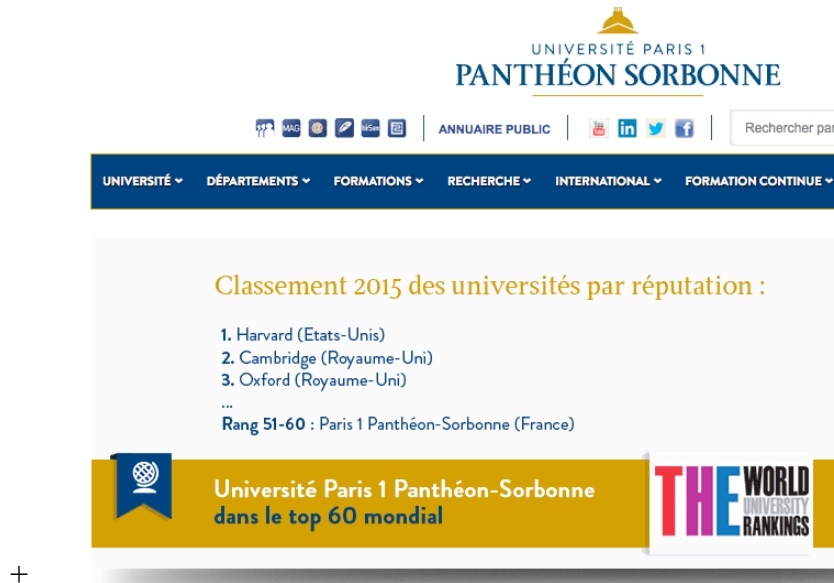 UNIVERSITÉ PARIS 1
PANTHÉON SORBONNE
MAG
ANNUAIRE PUBLIC
You
in
f
Rechercher par
UNIVERSITÉ
DÉPARTEMENTS
FORMATIONS
RECHERCHE
INTERNATIONAL
FORMATION CONTINUE
Classement 2015 des universités par réputation :
1. Harvard (Etats-Unis)
2. Cambridge (Royaume-Uni)
3. Oxford (Royaume-Uni)
...
Rang 51-60 : Paris 1 Panthéon-Sorbonne (France)
Université Paris 1 Panthéon-Sorbonne
dans le top 60 mondial
THE WORLD
UNIVERSITY
RANKINGS